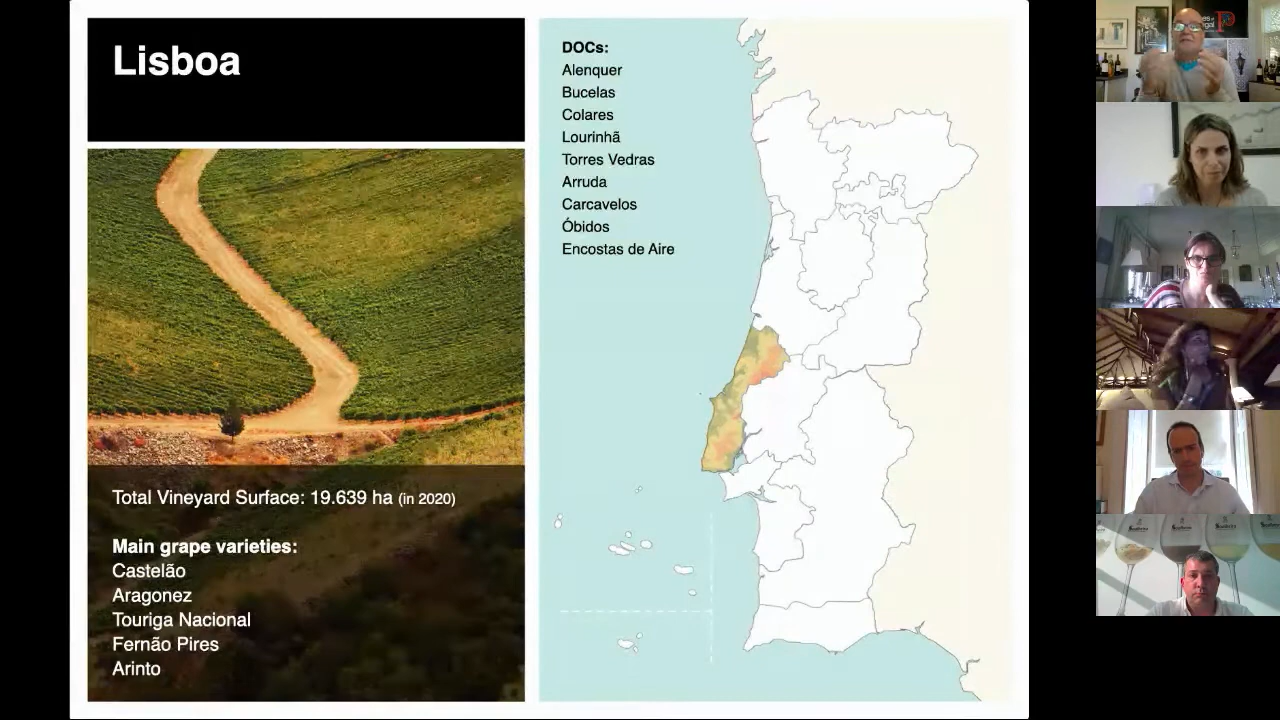 Lisboa
Total Vineyard Surface: 19.639 ha (in 2020)
Main grape varieties:
Castelão
Aragonez
Touriga Nacional
Fernão Pires
Arinto
DOCs:
Alenquer
Bucelas
Colares
Lourinhã
Torres Vedras
Arruda
Carcavelos
Óbidos
Encostas de Aire